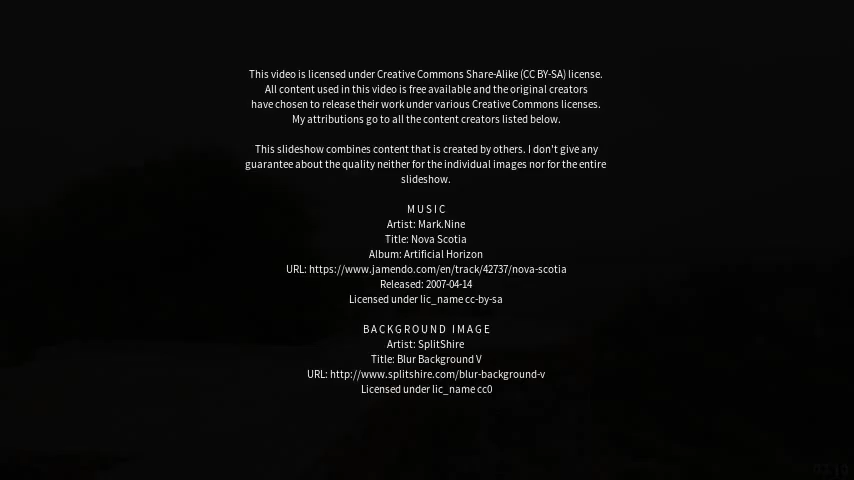 This video is licensed under Creative Commons Share-Alike (CC BY-SA) license.
All content used in this video is free available and the original creators
have chosen to release their work under various Creative Commons licenses.
My attributions go to all the content creators listed below.
This slideshow combines content that is created by others. I don't give any
guarantee about the quality neither for the individual images nor for the entire
slideshow.
MUSIC
Artist: Mark.Nine
Title: Nova Scotia
Album: Artificial Horizon
URL: https://www.jamendo.com/en/track/42737/nova-scotia
Released: 2007-04-14
Licensed under lic_name cc-by-sa
BACKGROUND IMAGE
Artist: SplitShire
Title: Blur Background V
URL: http://www.splitshire.com/blur-background-v
Licensed under lic_name cc0